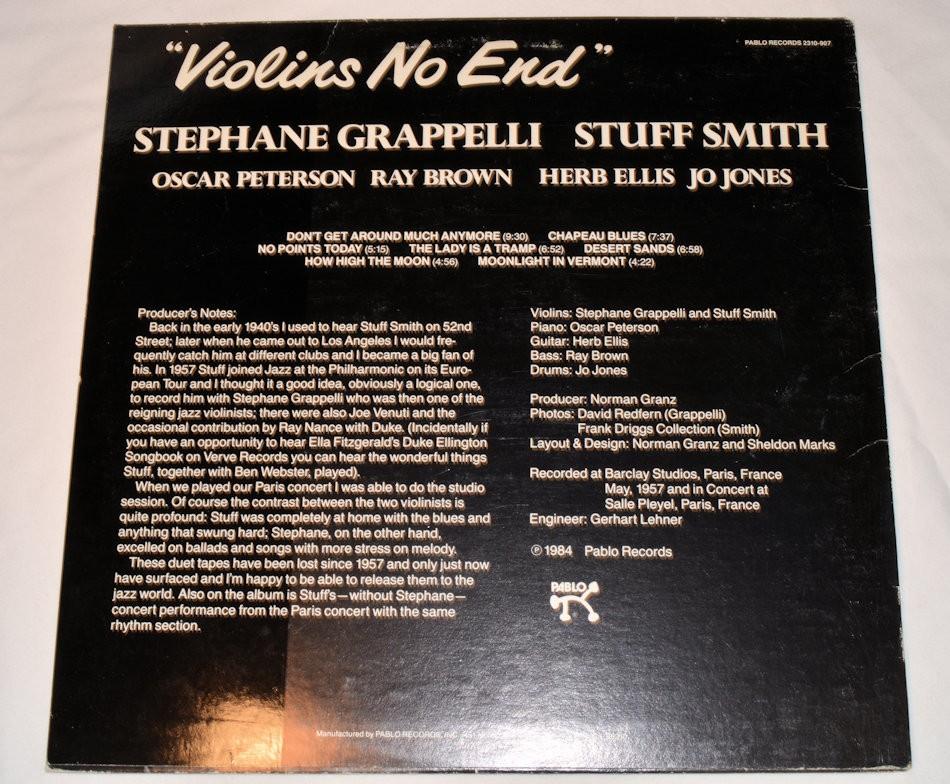 PABLO RECORDS 2310-907
"Violins No End"
STEPHANE GRAPPELLI STUFF SMITH
OSCAR PETERSON RAY BROWN HERB ELLIS JO JONES
DON'T GET AROUND MUCH ANYMORE (9:30) CHAPEAU BLUES (7:37)
NO POINTS TODAY (5:15) THE LADY IS A TRAMP (6:52) DESERT SANDS (6:58)
HOW HIGH THE MOON (4:56) MOONLIGHT IN VERMONT (4:22)
Producer's Notes:
Back in the early 1940's I used to hear Stuff Smith on 52nd
Street; later when he came out to Los Angeles I would fre-
quently catch him at different clubs and I became a big fan of
his. In 1957 Stuff joined Jazz at the Philharmonic on its Euro-
pean Tour and I thought it a good idea, obviously a logical one,
to record him with Stephane Grappelli who was then one of the
reigning jazz violinists; there were also Joe Venuti and the
occasional contribution by Ray Nance with Duke. (Incidentally if
you have an opportunity to hear Ella Fitzgerald's Duke Ellington
Songbook on Verve Records you can hear the wonderful things
Stuff, together with Ben Webster, played).
When we played our Paris concert I was able to do the studio
session. Of course the contrast between the two violinists is
quite profound: Stuff was completely at home with the blues and
anything that swung hard; Stephane, on the other hand,
excelled on ballads and songs with more stress on melody.
These duet tapes have been lost since 1957 and only just now
have surfaced and I'm happy to be able to release them to the
jazz world. Also on the album is Stuff's—without Stephane—
concert performance from the Paris concert with the same
rhythm section.
Violins: Stephane Grappelli and Stuff Smith
Piano: Oscar Peterson
Guitar: Herb Ellis
Bass: Ray Brown
Drums: Jo Jones
Producer: Norman Granz
Photos: David Redfern (Grappelli)
Frank Driggs Collection (Smith)
Layout & Design: Norman Granz and Sheldon Marks
Recorded at Barclay Studios, Paris, France
May, 1957 and in Concert at
Salle Pleyel, Paris, France
Engineer: Gerhart Lehner
℗ 1984 Pablo Records
PABLO
Manufactured by PABLO RECORDS, INC.